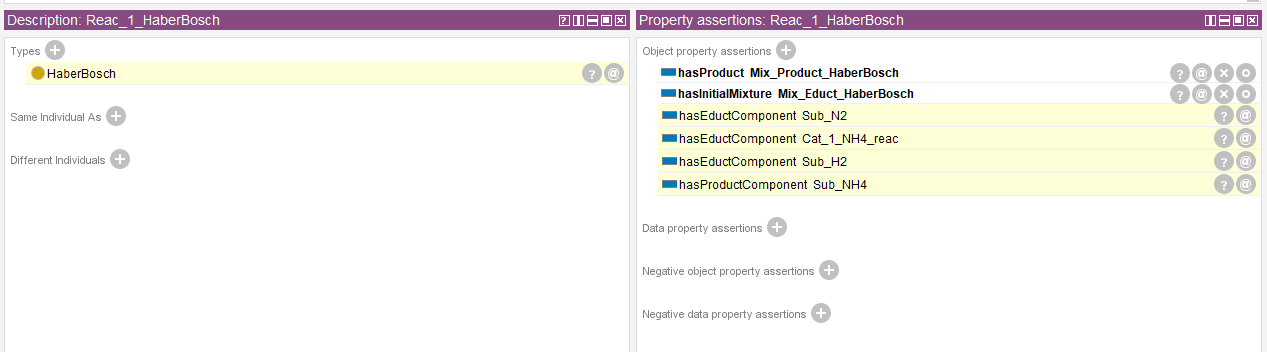 Description: Reac_1_HaberBosch
Types
HaberBosch
Same Individual As
Different Individuals
Property assertions: Reac_1_HaberBosch
Object property assertions
hasProduct Mix_Product_HaberBosch
hasInitialMixture Mix_Educt_HaberBosch
hasEductComponent Sub_N2
hasEductComponent Cat_1_NH4_reac
hasEductComponent Sub_H2
hasProductComponent Sub_NH4
Data property assertions
Negative object property assertions
Negative data property assertions